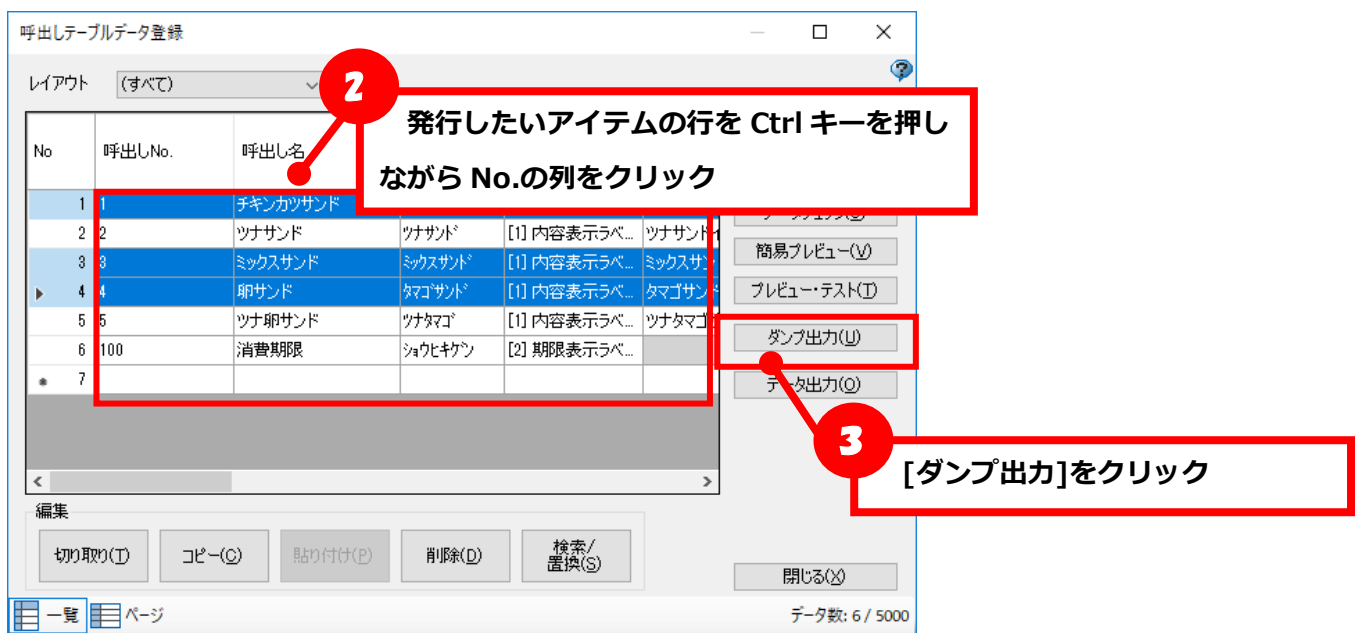 呼出しテーブルデータ登録
レイアウト (すべて)
2
発行したいアイテムの行を Ctrl キーを押し
ながら No.の列をクリック
No 呼出しNo. 呼出し名
1 1 チキンカツサンド
2 2 ツナサンド ﾂﾅｻﾝﾄﾞ [1] 内容表示ラベ... ツナサンド
3 3 ミックスサンド ﾐｯｸｽｻﾝﾄﾞ [1] 内容表示ラベ... ミックスサン
4 4 卵サンド ﾀﾏｺﾞｻﾝﾄﾞ [1] 内容表示ラベ... タマゴサンド
5 5 ツナ卵サンド ﾂﾅﾀﾏｺﾞ [1] 内容表示ラベ... ツナタマゴ
6 100 消費期限 ｼｮｳﾋｷｹﾞﾝ [2] 期限表示ラベ...
7
簡易プレビュー(V)
プレビュー・テスト(T)
ダンプ出力(U)
データ出力(O)
3
[ダンプ出力]をクリック
編集
切り取り(T) コピー(C) 貼り付け(P) 削除(D) 検索/
置換(S)
閉じる(X)
一覧 ページ データ数: 6 / 5000